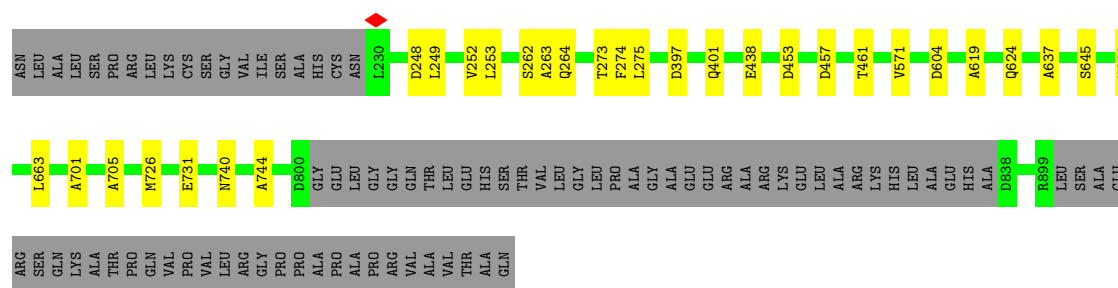 ASN LEU ALA LEU SER PRO ARG LEU LYS CYS SER GLY VAL ILE SER ALA HIS CYS ASN L230 D248 L249 V252 L253 S262 A263 Q264 T273 F274 L275 D397 Q401 E438 D453 D457 T461 V571 D604 A619 Q624 A637 S645
L663 A701 A705 M726 E731 N740 A744 D800 GLY GLU LEU GLY GLY GLN THR LEU GLU HIS SER THR VAL LEU GLY LEU PRO ALA GLY ALA GLU GLU ARG ALA ARG LYS GLU LEU ALA ARG LYS HIS LEU ALA GLU HIS ALA D838 R899 LEU SER ALA GLU
ARG SER GLN LYS ALA THR PRO GLN VAL PRO VAL LEU ARG GLY PRO PRO ALA PRO ALA PRO ARG VAL ALA VAL THR ALA GLN